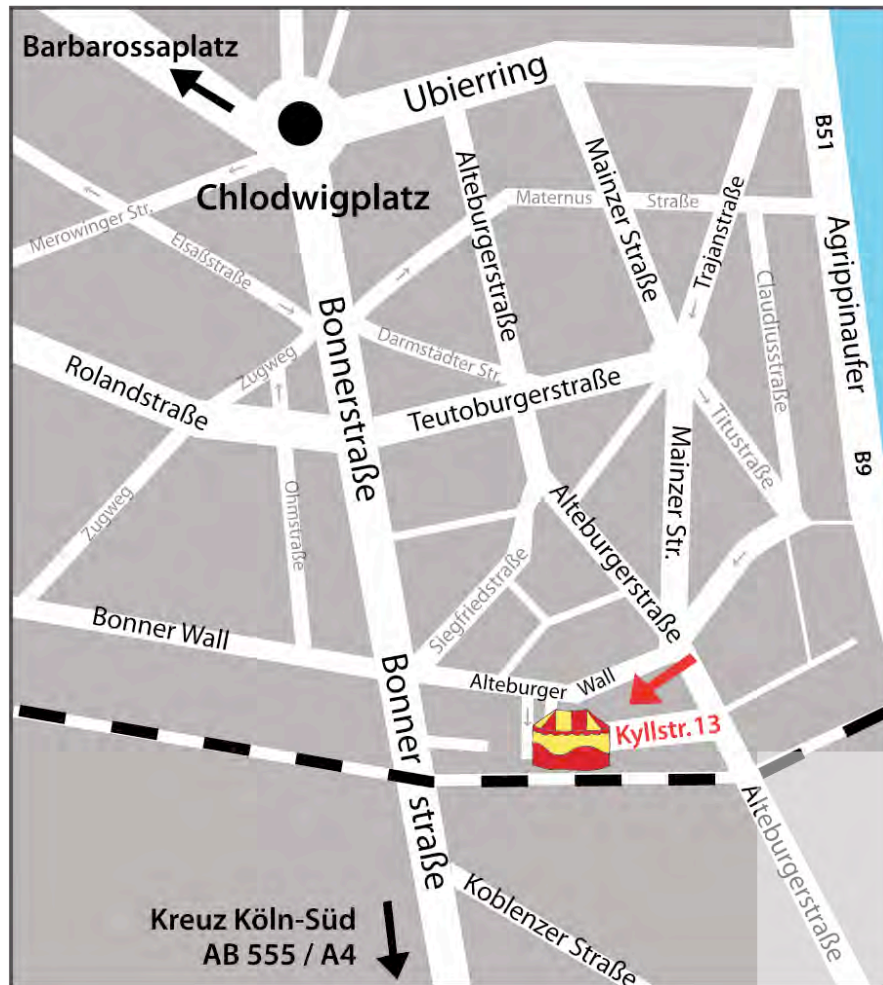 Barbarossaplatz
Ubierring
B51
Chlodwigplatz
Merowinger Str.
Elsaßstraße
Alteburgerstraße
Maternus Straße
Mainzer Straße
Trajanstraße
Agrippinaufer
Claudiusstraße
Bonnerstraße
Zugweg
Darmstädter Str.
Rolandstraße
Teutoburgerstraße
Titustraße
Mainzer Str.
B9
Zugweg
Ohmstraße
Alteburgerstraße
Siegfriedstraße
Bonner Wall
Alteburger Wall
Bonner straße
Kyllstr. 13
Alteburgerstraße
Koblenzer Straße
Kreuz Köln-Süd
AB 555 / A4